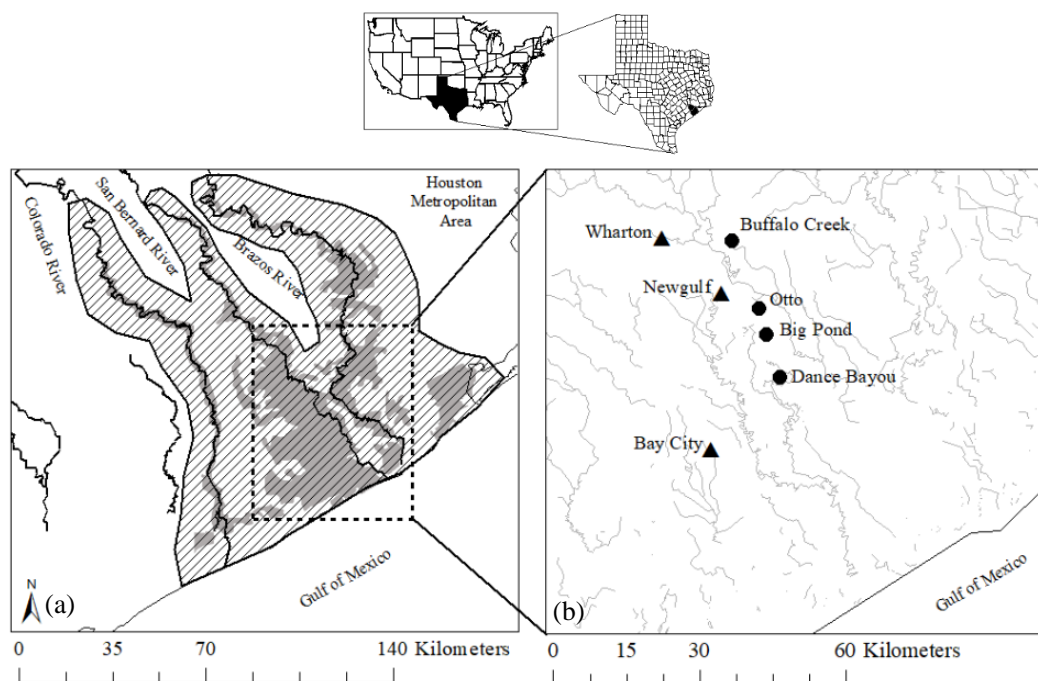 Colorado River
San Bernard River
Brazos River
Houston
Metropolitan
Area
Gulf of Mexico
N
(a)
0 35 70 140 Kilometers
Wharton
Buffalo Creek
Newgulf
Otto
Big Pond
Dance Bayou
Bay City
Gulf of Mexico
(b)
0 15 30 60 Kilometers